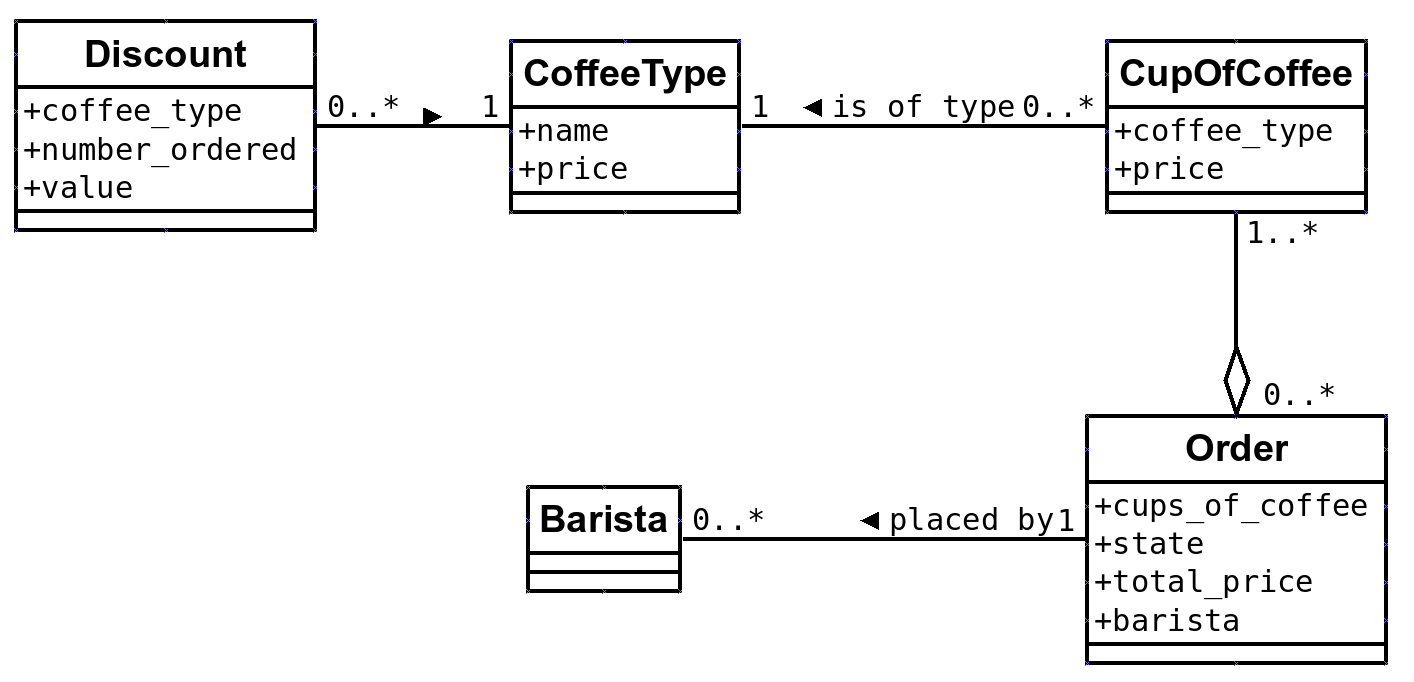 Discount
+coffee_type
+number_ordered
+value
0..* ► 1
CoffeeType
+name
+price
1 ◄ is of type 0..*
CupOfCoffee
+coffee_type
+price
1..*
0..*
Order
+cups_of_coffee
+state
+total_price
+barista
Barista
0..* ◄ placed by 1